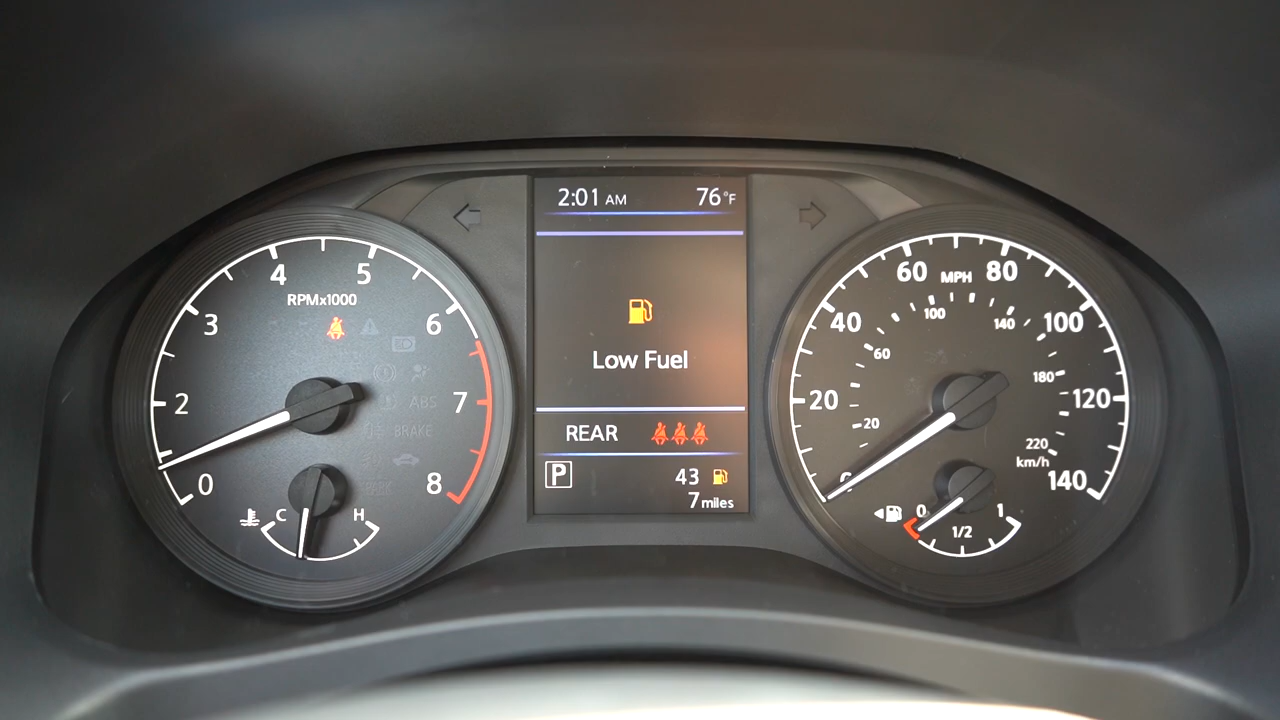 2:01 AM 76°F
Low Fuel
REAR
P 43
7 miles
4 5
RPMx1000
3 6
2 7
0 8
ABS
BRAKE
C H
60 MPH 80
40 100
20 120
0 140
100 140
60 180
20 220
km/h
0 1
1/2